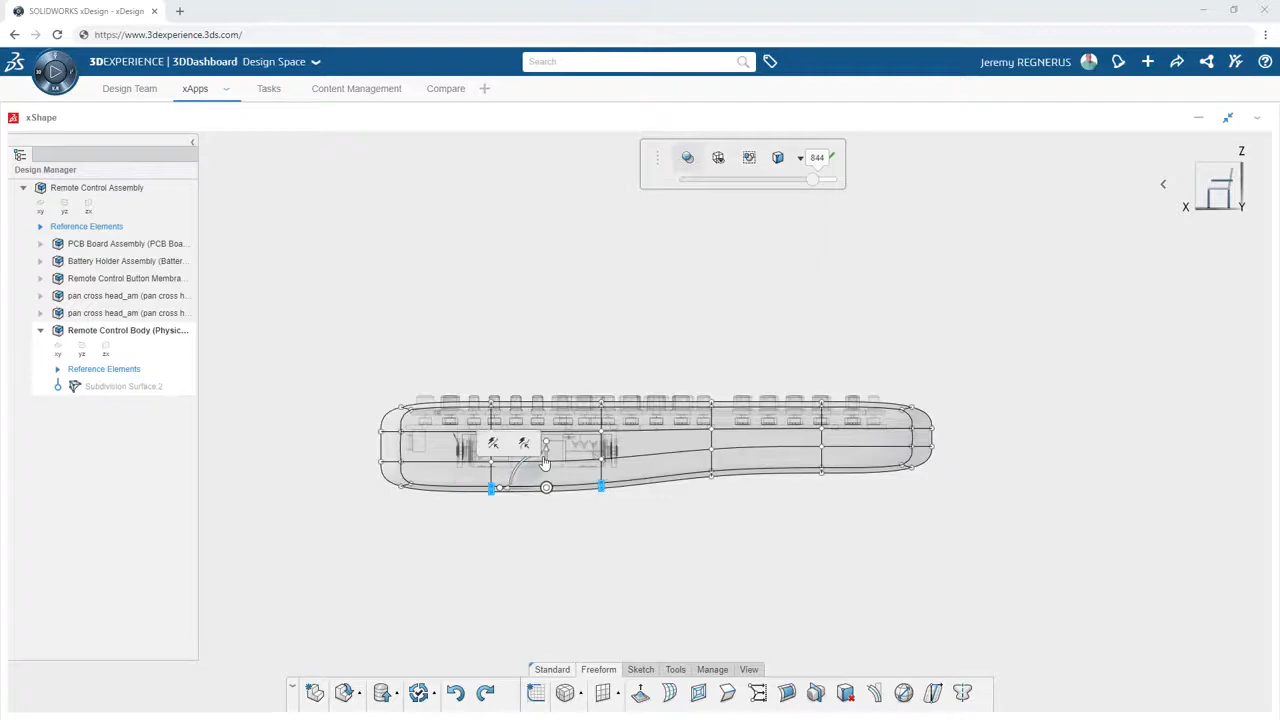 SOLIDWORKS xDesign - xDesign
https://www.3dexperience.3ds.com/
3DEXPERIENCE | 3DDashboard Design Space
Search
Jeremy REGNERUS
Design Team
xApps
Tasks
Content Management
Compare
xShape
844
Z
X
Y
Design Manager
Remote Control Assembly
xy yz zx
Reference Elements
PCB Board Assembly (PCB Boa...
Battery Holder Assembly (Batter...
Remote Control Button Membra...
pan cross head_am (pan cross h...
pan cross head_am (pan cross h...
Remote Control Body (Physic...
xy yz zx
Reference Elements
Subdivision Surface.2
Standard Freeform Sketch Tools Manage View